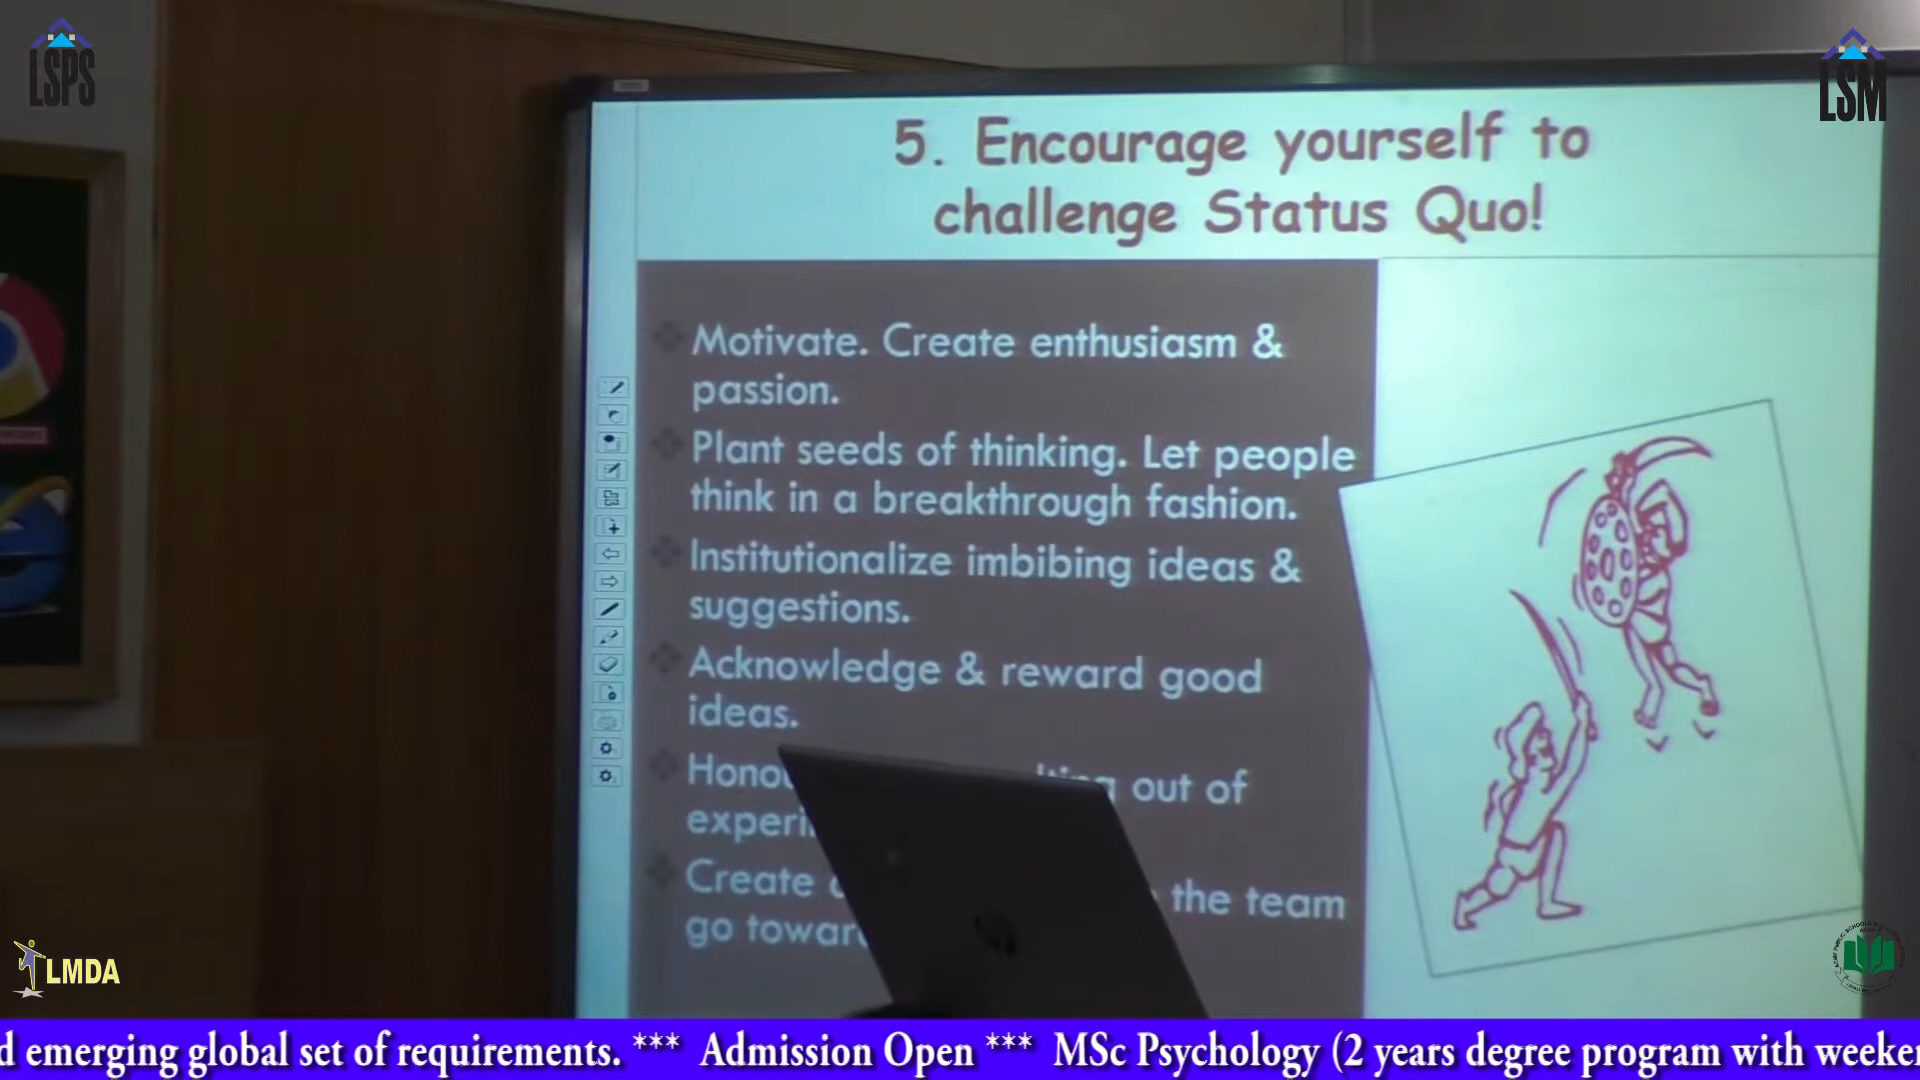 LSPS
LSM
5. Encourage yourself to
challenge Status Quo!
Motivate. Create enthusiasm &
passion.
Plant seeds of thinking. Let people
think in a breakthrough fashion.
Institutionalize imbibing ideas &
suggestions.
Acknowledge & reward good
ideas.
out of
Create
the team
go
LMDA
emerging global set of requirements. *** Admission Open *** MSc Psychology (2 years degree program with